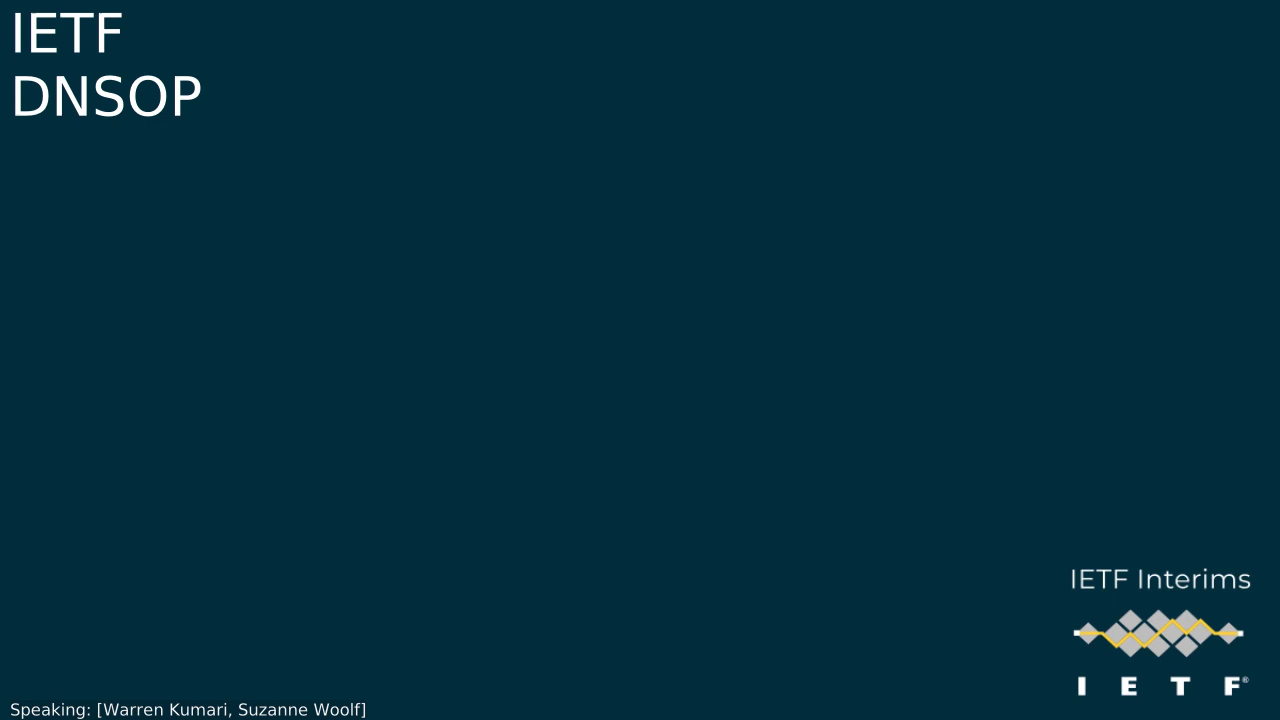 IETF
DNSOP
IETF Interims
I E T F®
Speaking: [Warren Kumari, Suzanne Woolf]